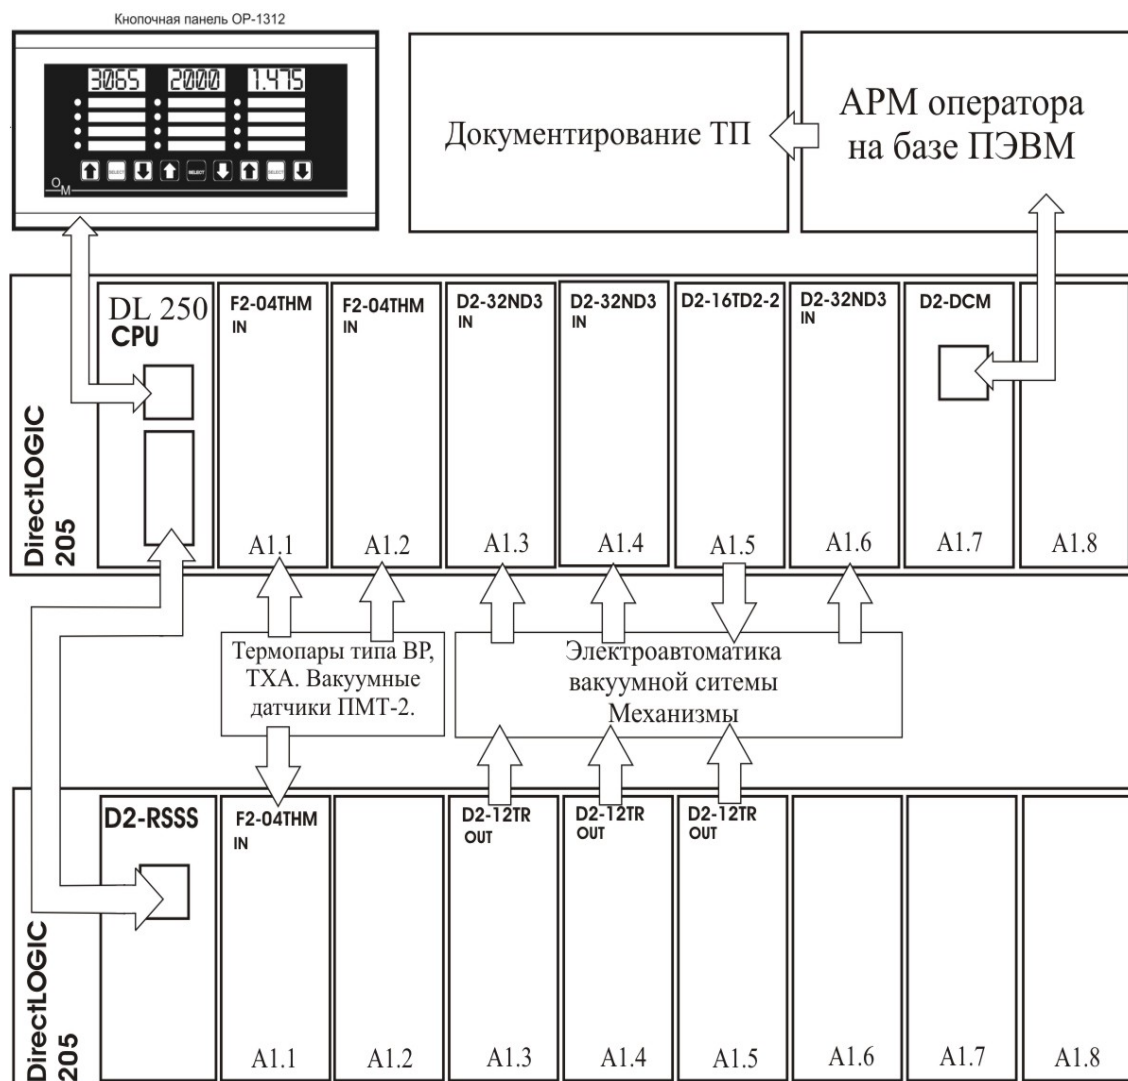 Кнопочная панель OP-1312
3065 2000 1.475
SELECT SELECT SELECT
OM
Документирование ТП
АРМ оператора
на базе ПЭВМ
DirectLOGIC
205
DL 250
CPU
F2-04THM
IN
F2-04THM
IN
D2-32ND3
IN
D2-32ND3
IN
D2-16TD2-2
D2-32ND3
IN
D2-DCM
A1.1
A1.2
A1.3
A1.4
A1.5
A1.6
A1.7
A1.8
Термопары типа ВР,
ТХА. Вакуумные
датчики ПМТ-2.
Электроавтоматика
вакуумной ситемы
Механизмы
DirectLOGIC
205
D2-RSSS
F2-04THM
IN
D2-12TR
OUT
D2-12TR
OUT
D2-12TR
OUT
A1.1
A1.2
A1.3
A1.4
A1.5
A1.6
A1.7
A1.8